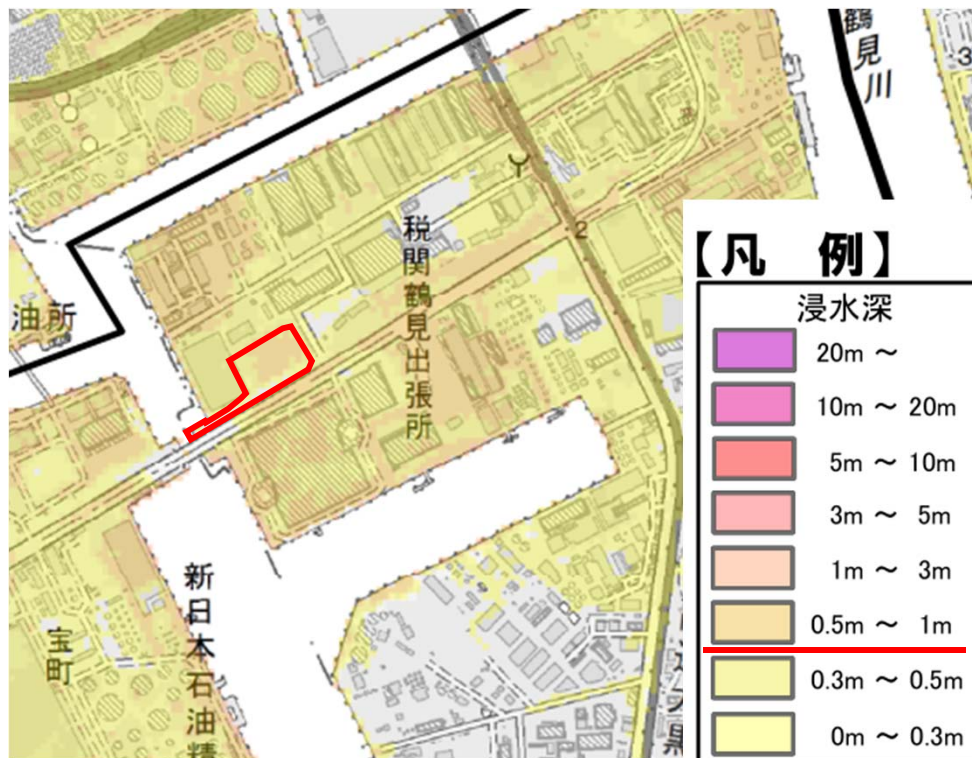 鶴見川
3
2
税関鶴見出張所
油所
新日本石油精
宝町
【凡 例】
浸水深
20m ~
10m ~ 20m
5m ~ 10m
3m ~ 5m
1m ~ 3m
0.5m ~ 1m
0.3m ~ 0.5m
0m ~ 0.3m